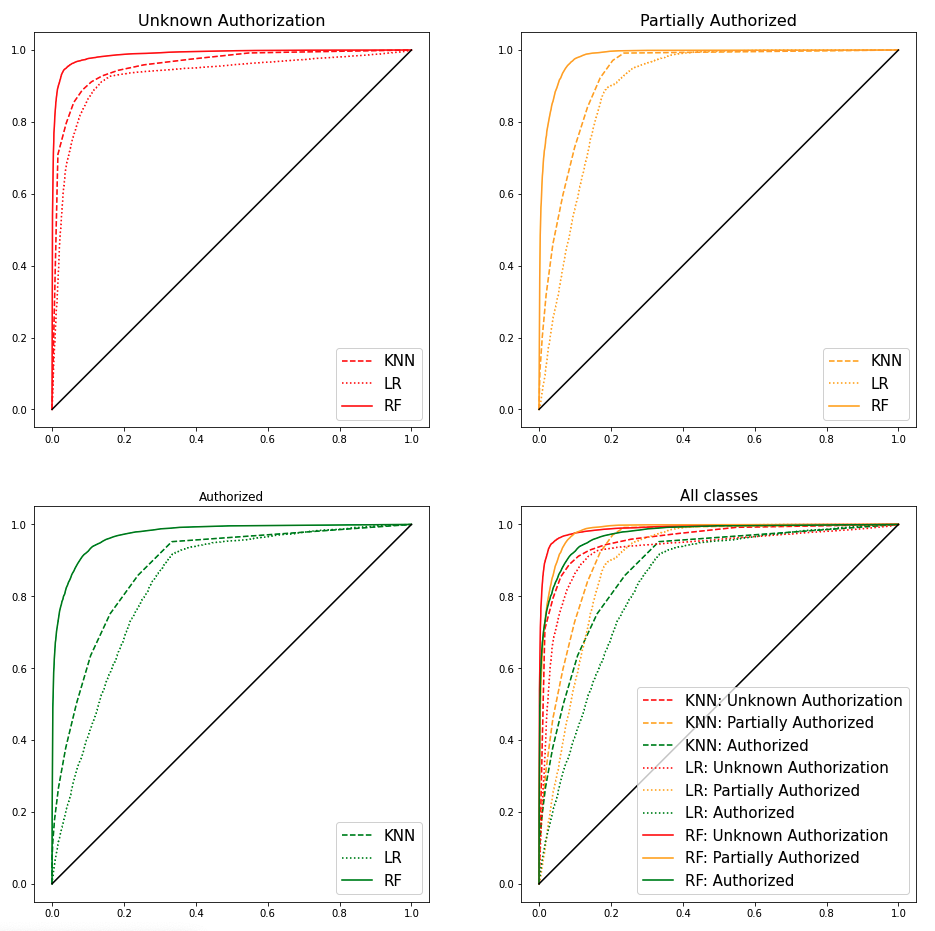 Unknown Authorization
1.0
0.8
0.6
0.4
0.2
0.0
KNN
LR
RF
0.0 0.2 0.4 0.6 0.8 1.0
Partially Authorized
1.0
0.8
0.6
0.4
0.2
0.0
KNN
LR
RF
0.0 0.2 0.4 0.6 0.8 1.0
Authorized
1.0
0.8
0.6
0.4
0.2
0.0
KNN
LR
RF
0.0 0.2 0.4 0.6 0.8 1.0
All classes
1.0
0.8
0.6
0.4
0.2
0.0
KNN: Unknown Authorization
KNN: Partially Authorized
KNN: Authorized
LR: Unknown Authorization
LR: Partially Authorized
LR: Authorized
RF: Unknown Authorization
RF: Partially Authorized
RF: Authorized
0.0 0.2 0.4 0.6 0.8 1.0